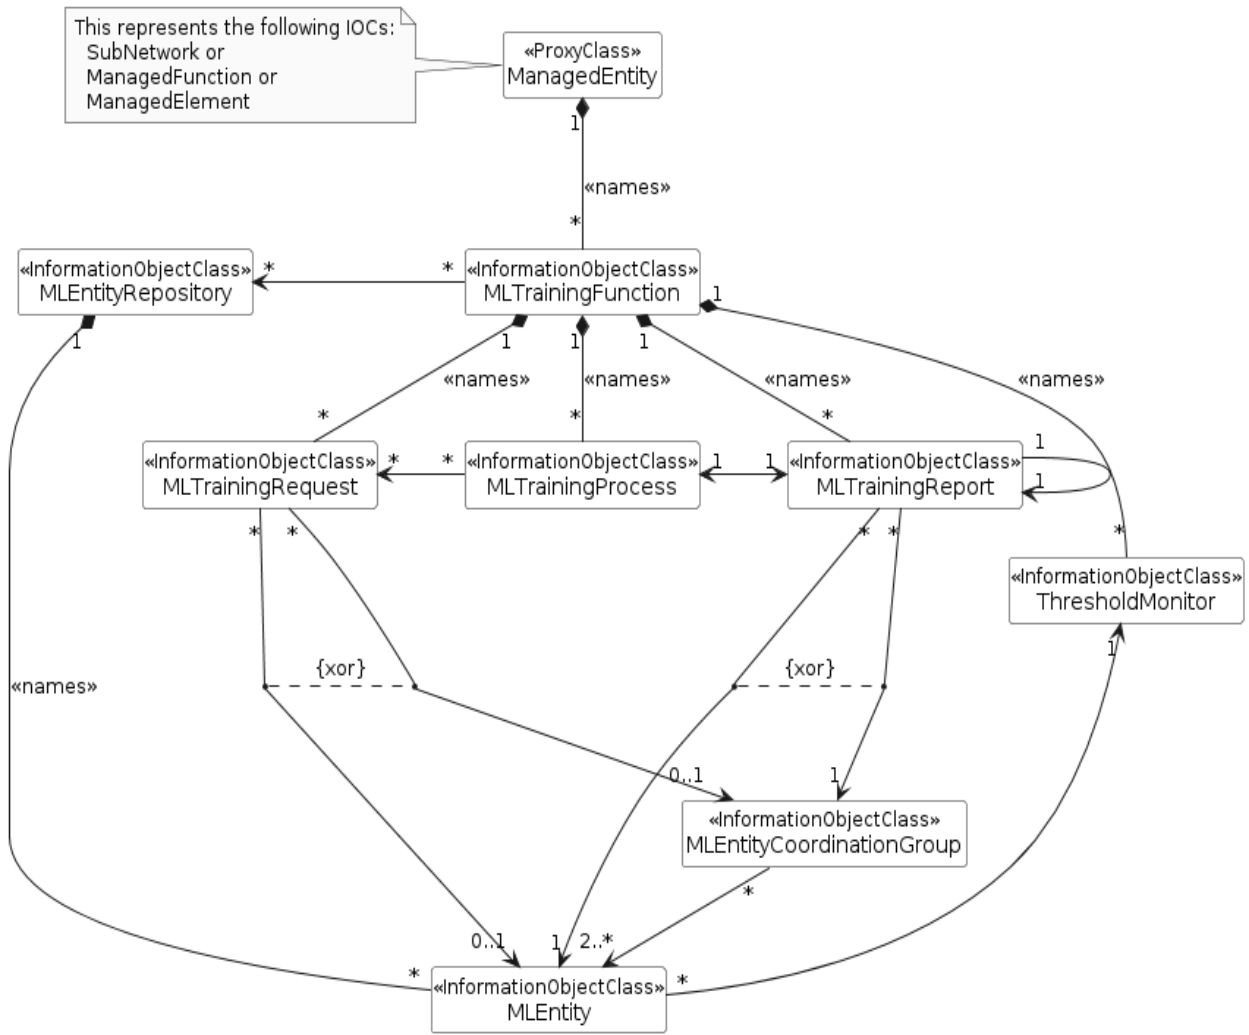 This represents the following IOCs:
SubNetwork or
ManagedFunction or
ManagedElement
«ProxyClass»
ManagedEntity
1
«names»
*
«InformationObjectClass»
MLEntityRepository
*
*
«InformationObjectClass»
MLTrainingFunction
1
1
1
1
1
«names»
«names»
«names»
«names»
*
*
*
«InformationObjectClass»
MLTrainingRequest
*
*
«InformationObjectClass»
MLTrainingProcess
1
1
«InformationObjectClass»
MLTrainingReport
1
1
*
*
*
*
*
«InformationObjectClass»
ThresholdMonitor
1
«names»
{xor}
{xor}
0..1
1
«InformationObjectClass»
MLEntityCoordinationGroup
*
0..1
1
2..*
*
«InformationObjectClass»
MLEntity
*